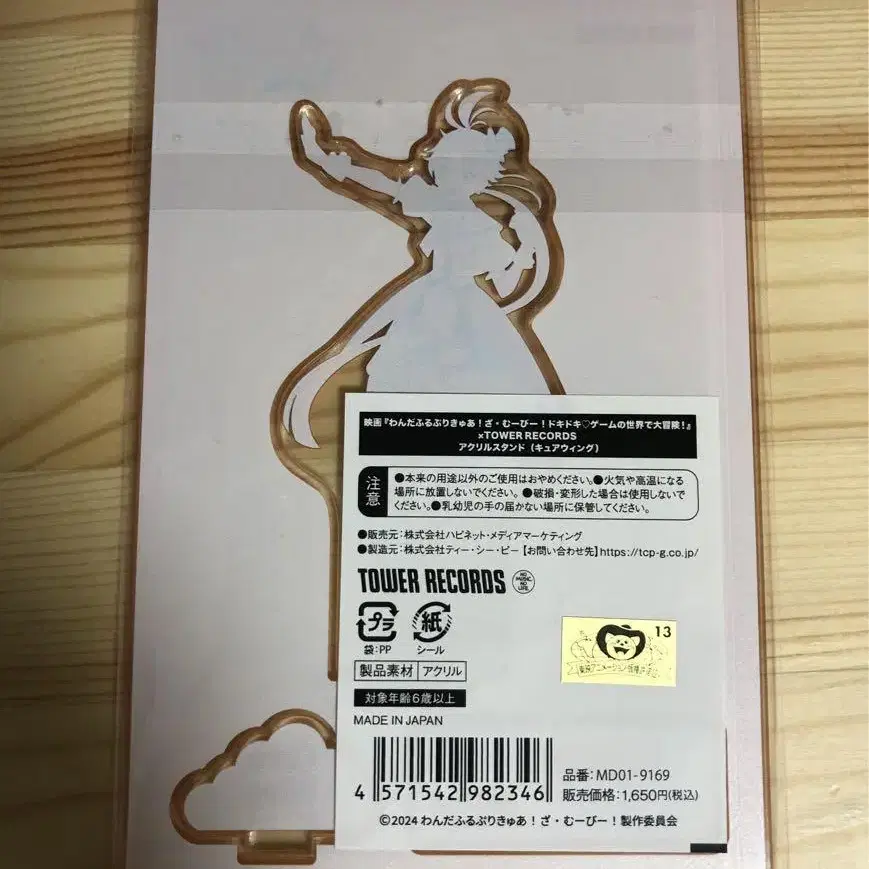 映画『わんだふるぷりきゅあ！ざ・むーびー！ドキドキ♡ゲームの世界で大冒険！』
×TOWER RECORDS
アクリルスタンド（キュアウィング）
注意
●本来の用途以外のご使用はおやめください。●火気や高温になる
場所に放置しないでください。●破損・変形した場合は使用しないで
ください。●乳幼児の手の届かない場所に保管してください。
●販売元：株式会社ハピネット・メディアマーケティング
●製造元：株式会社ティー・シー・ピー【お問い合わせ先】https://tcp-g.co.jp/
TOWER RECORDS
NO MUSIC NO LIFE
プラ 紙
袋：PP シール
13
製品素材 アクリル
対象年齢6歳以上
MADE IN JAPAN
品番：MD01-9169
販売価格：1,650円(税込)
4 571542 982346
©2024 わんだふるぷりきゅあ！ざ・むーびー！製作委員会